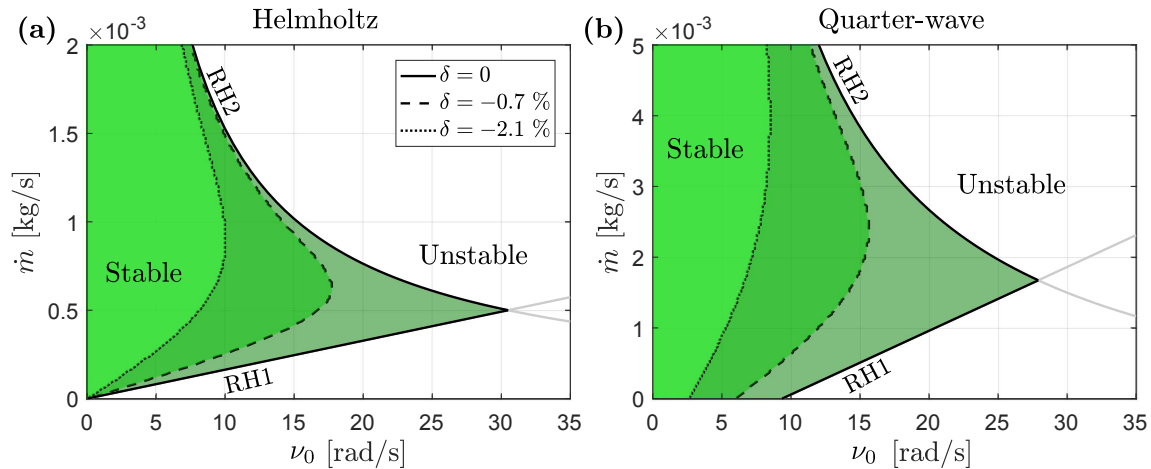 (a) Helmholtz
×10⁻³
2
1.5
1
0.5
0
ṁ [kg/s]
0 5 10 15 20 25 30 35
ν₀ [rad/s]
RH2
δ = 0
δ = −0.7 %
δ = −2.1 %
Stable
Unstable
RH1
(b) Quarter-wave
×10⁻³
5
4
3
2
1
0
ṁ [kg/s]
0 5 10 15 20 25 30 35
ν₀ [rad/s]
RH2
Stable
Unstable
RH1